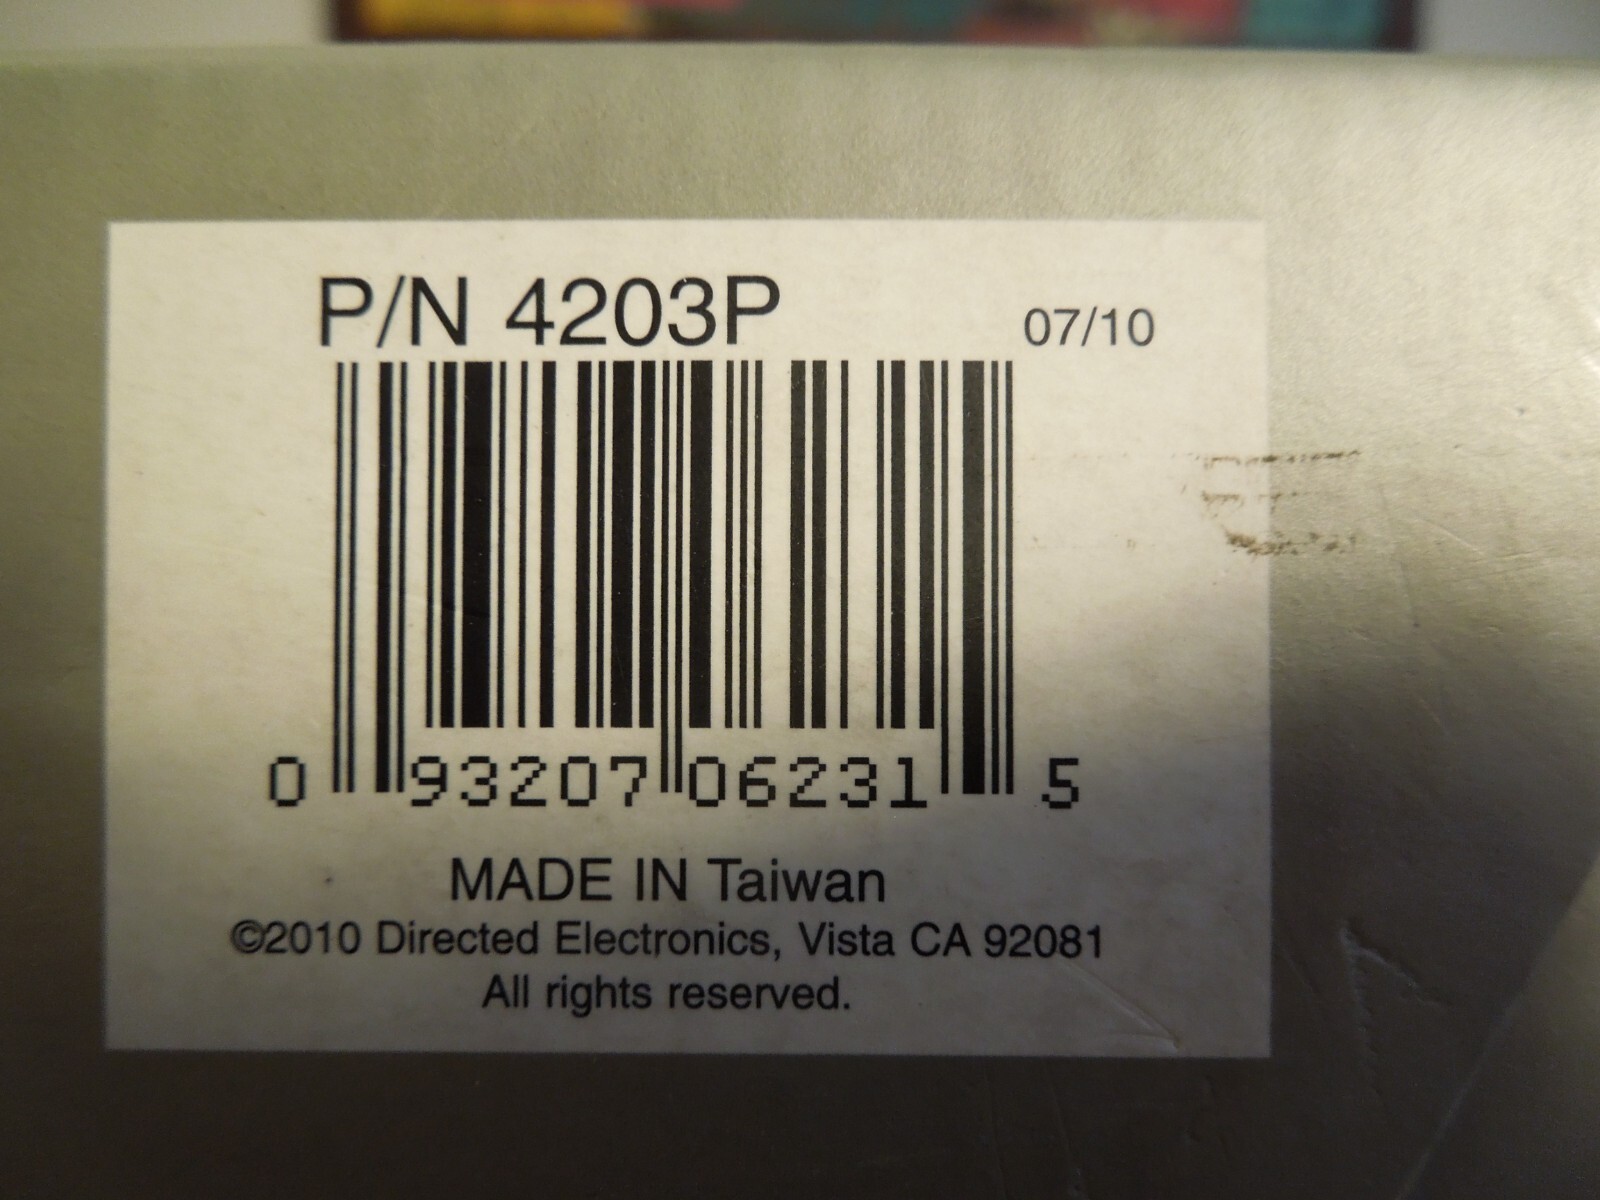 P/N 4203P 07/10
0 93207 06231 5
MADE IN Taiwan
©2010 Directed Electronics, Vista CA 92081
All rights reserved.